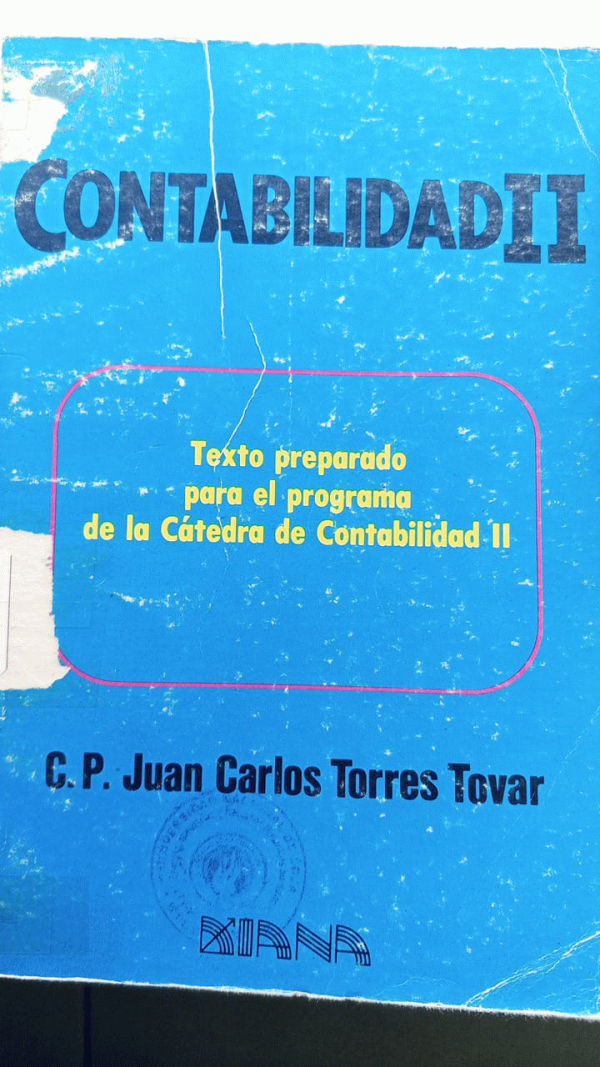 CONTABILIDAD II
Texto preparado
para el programa
de la Cátedra de Contabilidad II
C. P. Juan Carlos Torres Tovar
DIANA